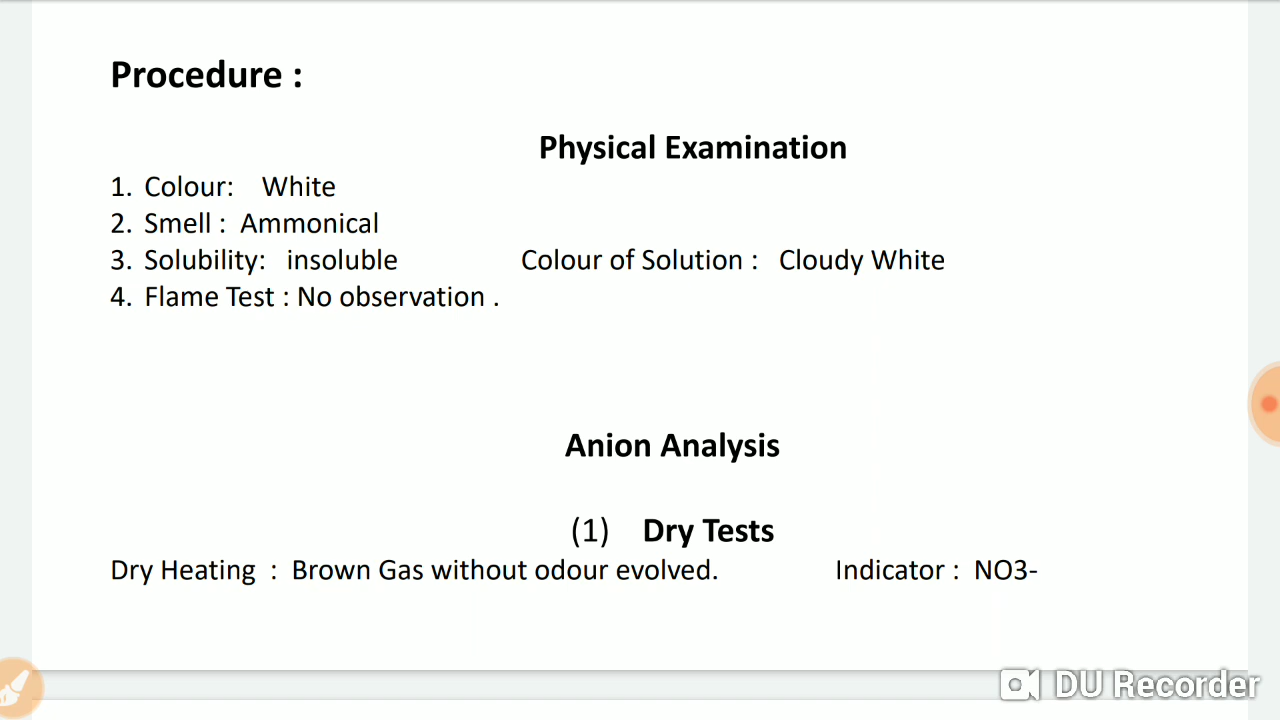 Procedure :
Physical Examination
1. Colour: White
2. Smell : Ammonical
3. Solubility: insoluble Colour of Solution : Cloudy White
4. Flame Test : No observation .
Anion Analysis
(1) Dry Tests
Dry Heating : Brown Gas without odour evolved. Indicator : NO3-
DU Recorder